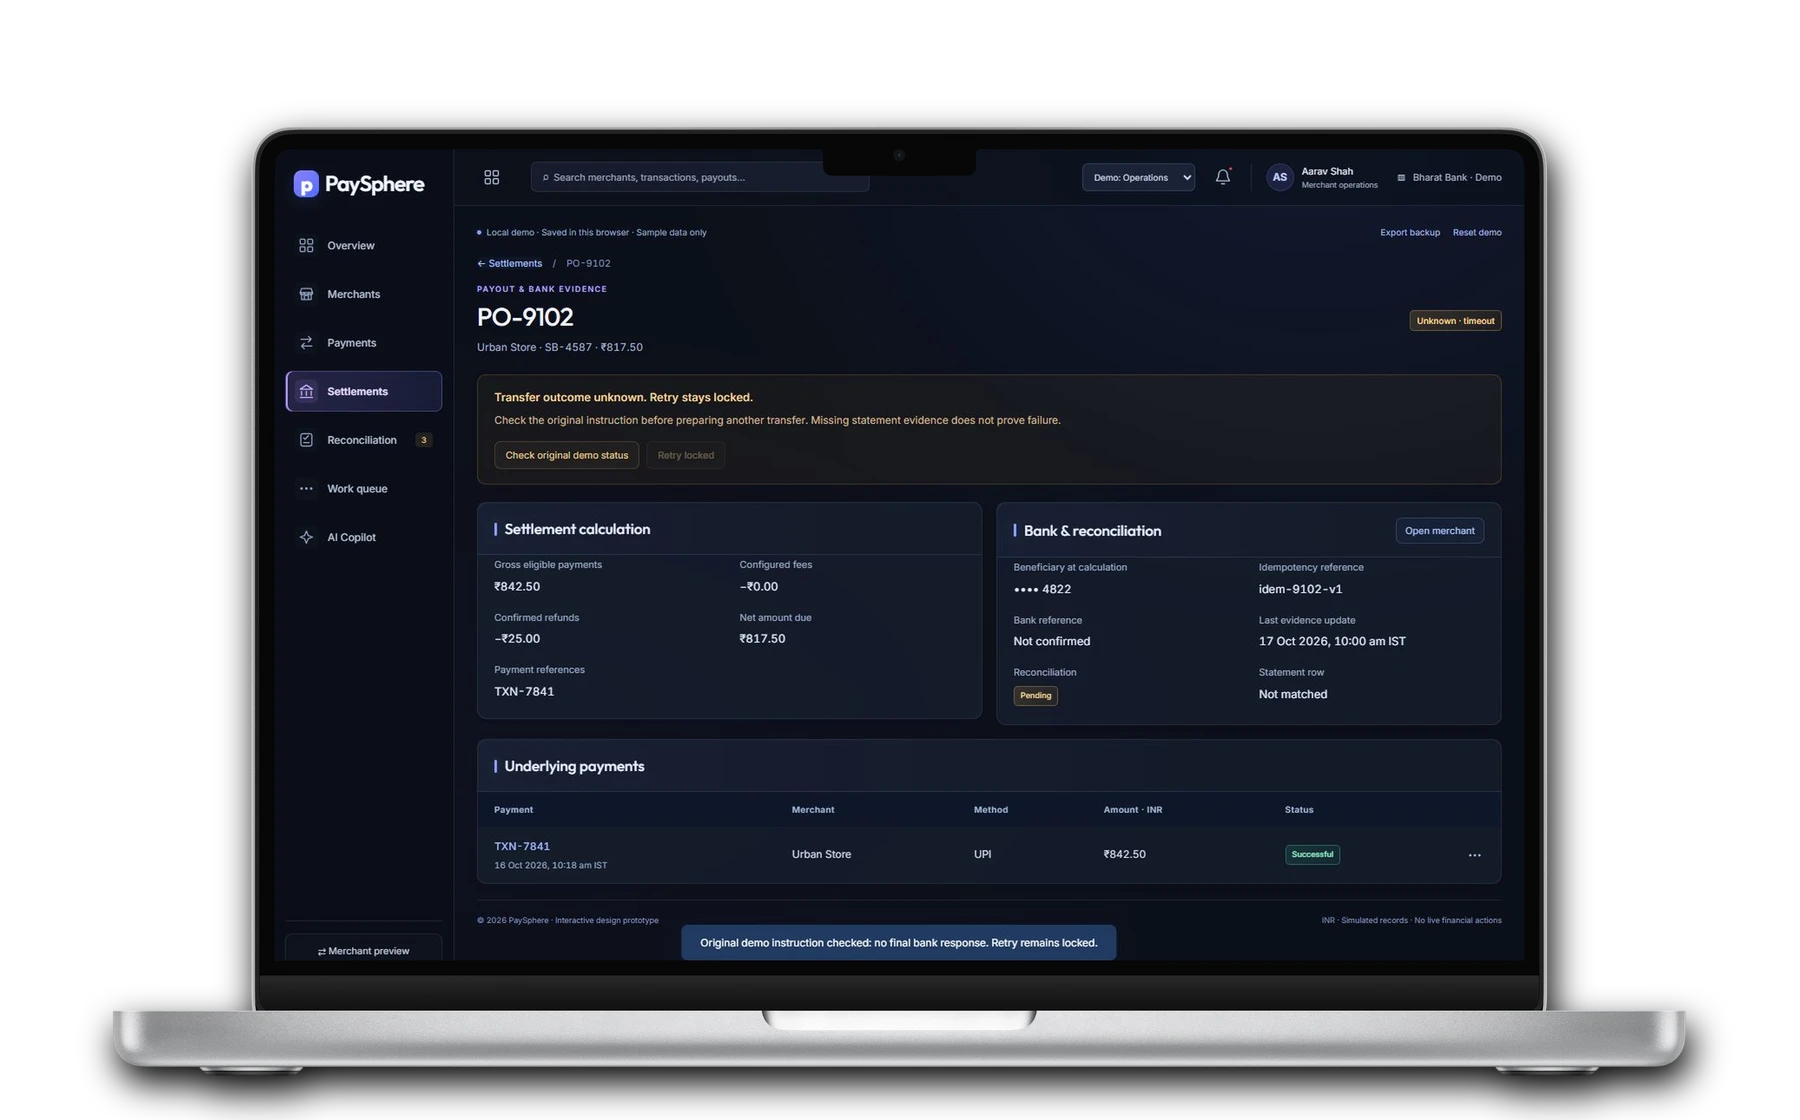 p PaySphere
Overview
Merchants
Payments
Settlements
Reconciliation 3
Work queue
AI Copilot
⇄ Merchant preview
Search merchants, transactions, payouts...
Demo: Operations
AS
Aarav Shah
Merchant operations
Bharat Bank · Demo
Local demo · Saved in this browser · Sample data only
Export backup Reset demo
← Settlements / PO-9102
PAYOUT & BANK EVIDENCE
PO-9102
Unknown · timeout
Urban Store · SB-4587 · ₹817.50
Transfer outcome unknown. Retry stays locked.
Check the original instruction before preparing another transfer. Missing statement evidence does not prove failure.
Check original demo status Retry locked
Settlement calculation
Gross eligible payments Configured fees
₹842.50 −₹0.00
Confirmed refunds Net amount due
−₹25.00 ₹817.50
Payment references
TXN-7841
Bank & reconciliation Open merchant
Beneficiary at calculation Idempotency reference
•••• 4822 idem-9102-v1
Bank reference Last evidence update
Not confirmed 17 Oct 2026, 10:00 am IST
Reconciliation Statement row
Pending Not matched
Underlying payments
Payment Merchant Method Amount · INR Status
TXN-7841 Urban Store UPI ₹842.50 Successful
16 Oct 2026, 10:18 am IST
© 2026 PaySphere · Interactive design prototype
INR · Simulated records · No live financial actions
Original demo instruction checked: no final bank response. Retry remains locked.